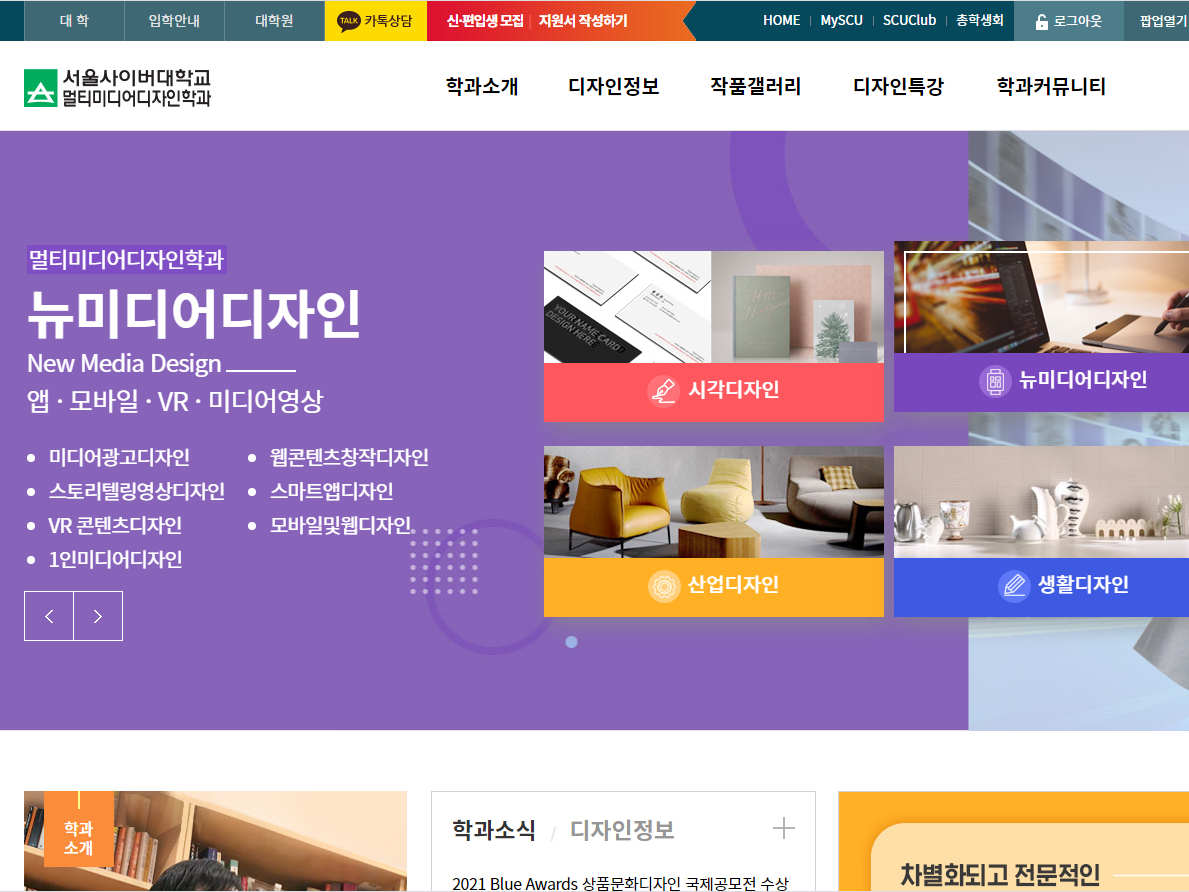 대 학
입학안내
대학원
TALK 카톡상담
신·편입생 모집 | 지원서 작성하기
HOME | MySCU | SCUClub | 총학생회
로그아웃
팝업열기
서울사이버대학교
멀티미디어디자인학과
학과소개
디자인정보
작품갤러리
디자인특강
학과커뮤니티
멀티미디어디자인학과
뉴미디어디자인
New Media Design
앱 · 모바일 · VR · 미디어영상
미디어광고디자인
웹콘텐츠창작디자인
스토리텔링영상디자인
스마트앱디자인
VR 콘텐츠디자인
모바일및웹디자인
1인미디어디자인
YOUR NAME CARD
DESIGN HERE
시각디자인
뉴미디어디자인
산업디자인
생활디자인
학과
소개
학과소식 / 디자인정보
2021 Blue Awards 상품문화디자인 국제공모전 수상
차별화되고 전문적인